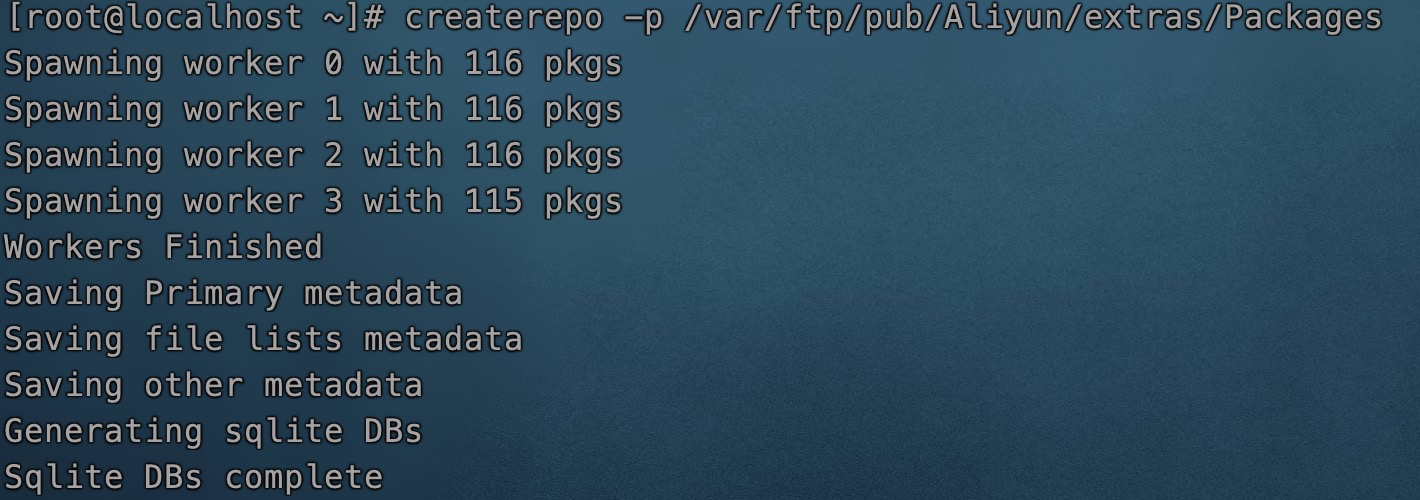 [root@localhost ~]# createrepo -p /var/ftp/pub/Aliyun/extras/Packages
Spawning worker 0 with 116 pkgs
Spawning worker 1 with 116 pkgs
Spawning worker 2 with 116 pkgs
Spawning worker 3 with 115 pkgs
Workers Finished
Saving Primary metadata
Saving file lists metadata
Saving other metadata
Generating sqlite DBs
Sqlite DBs complete